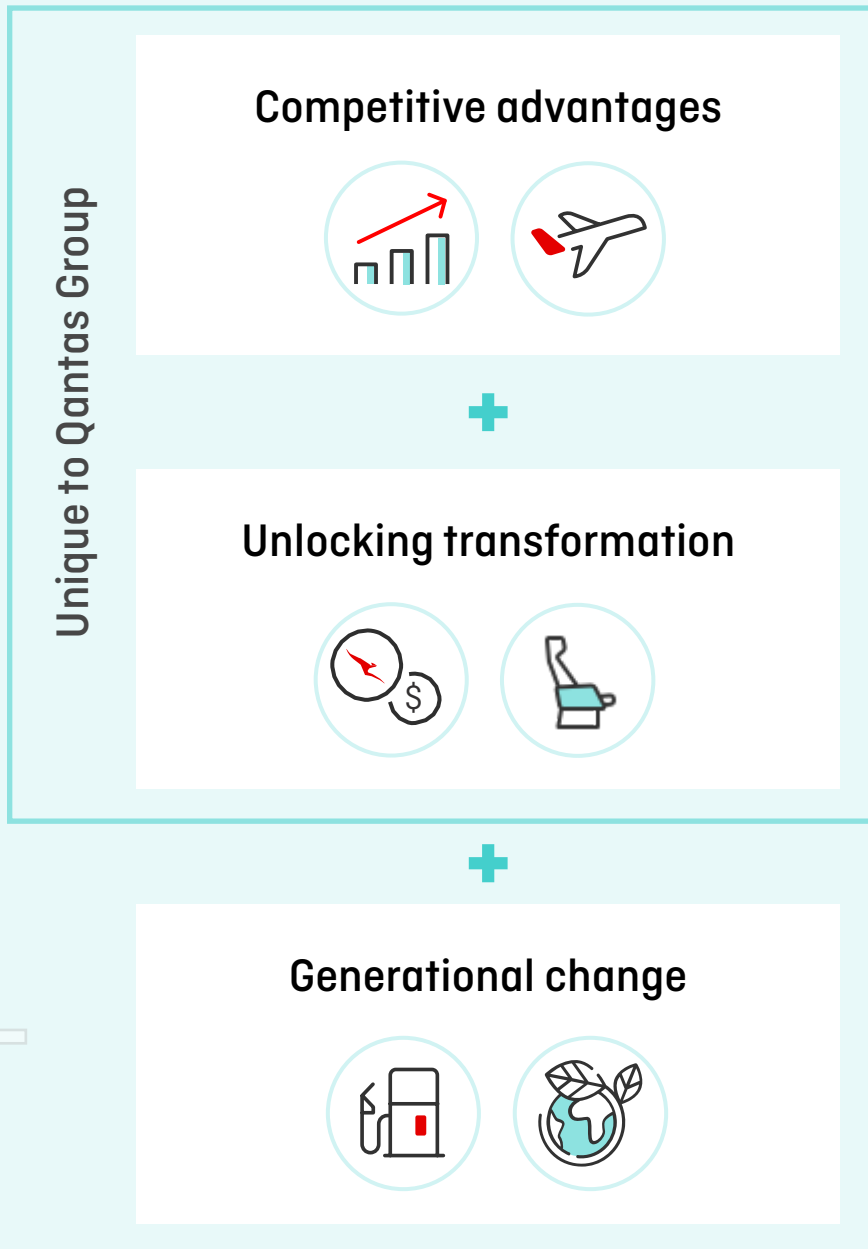 Unique to Qantas Group
Competitive advantages
Unlocking transformation
$
Generational change